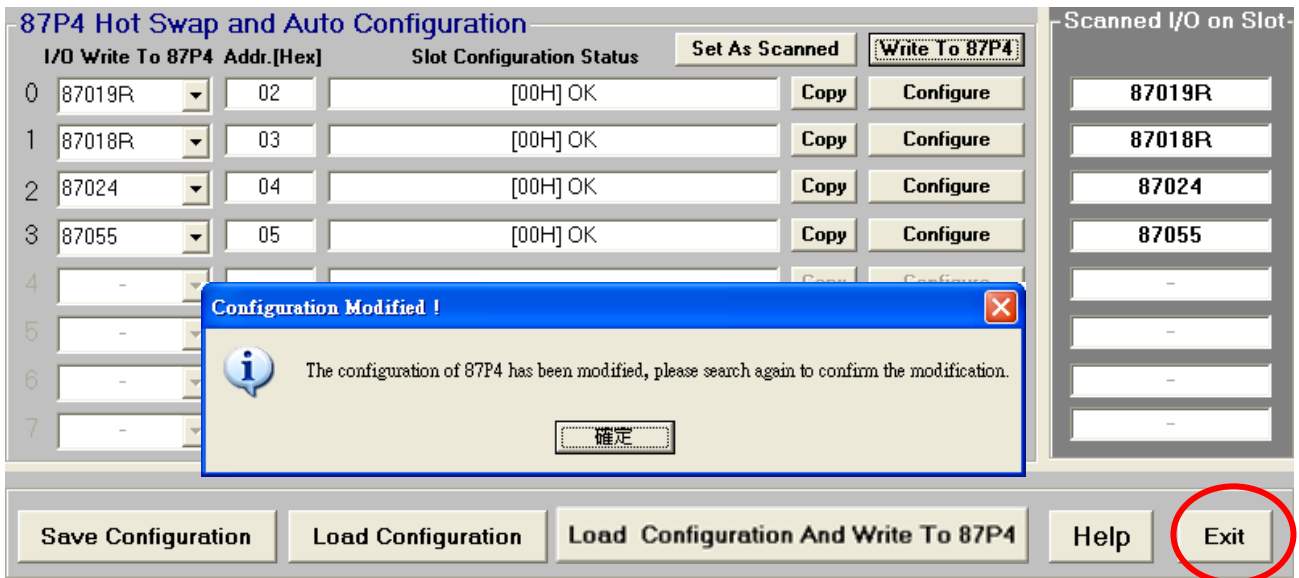 87P4 Hot Swap and Auto Configuration
Scanned I/O on Slot
I/O Write To 87P4 Addr.[Hex] Slot Configuration Status Set As Scanned Write To 87P4
0 87019R 02 [00H] OK Copy Configure 87019R
1 87018R 03 [00H] OK Copy Configure 87018R
2 87024 04 [00H] OK Copy Configure 87024
3 87055 05 [00H] OK Copy Configure 87055
4 - Copy Configure -
Configuration Modified !
5 - -
The configuration of 87P4 has been modified, please search again to confirm the modification.
6 - -
7 - -
確定
Save Configuration Load Configuration Load Configuration And Write To 87P4 Help Exit